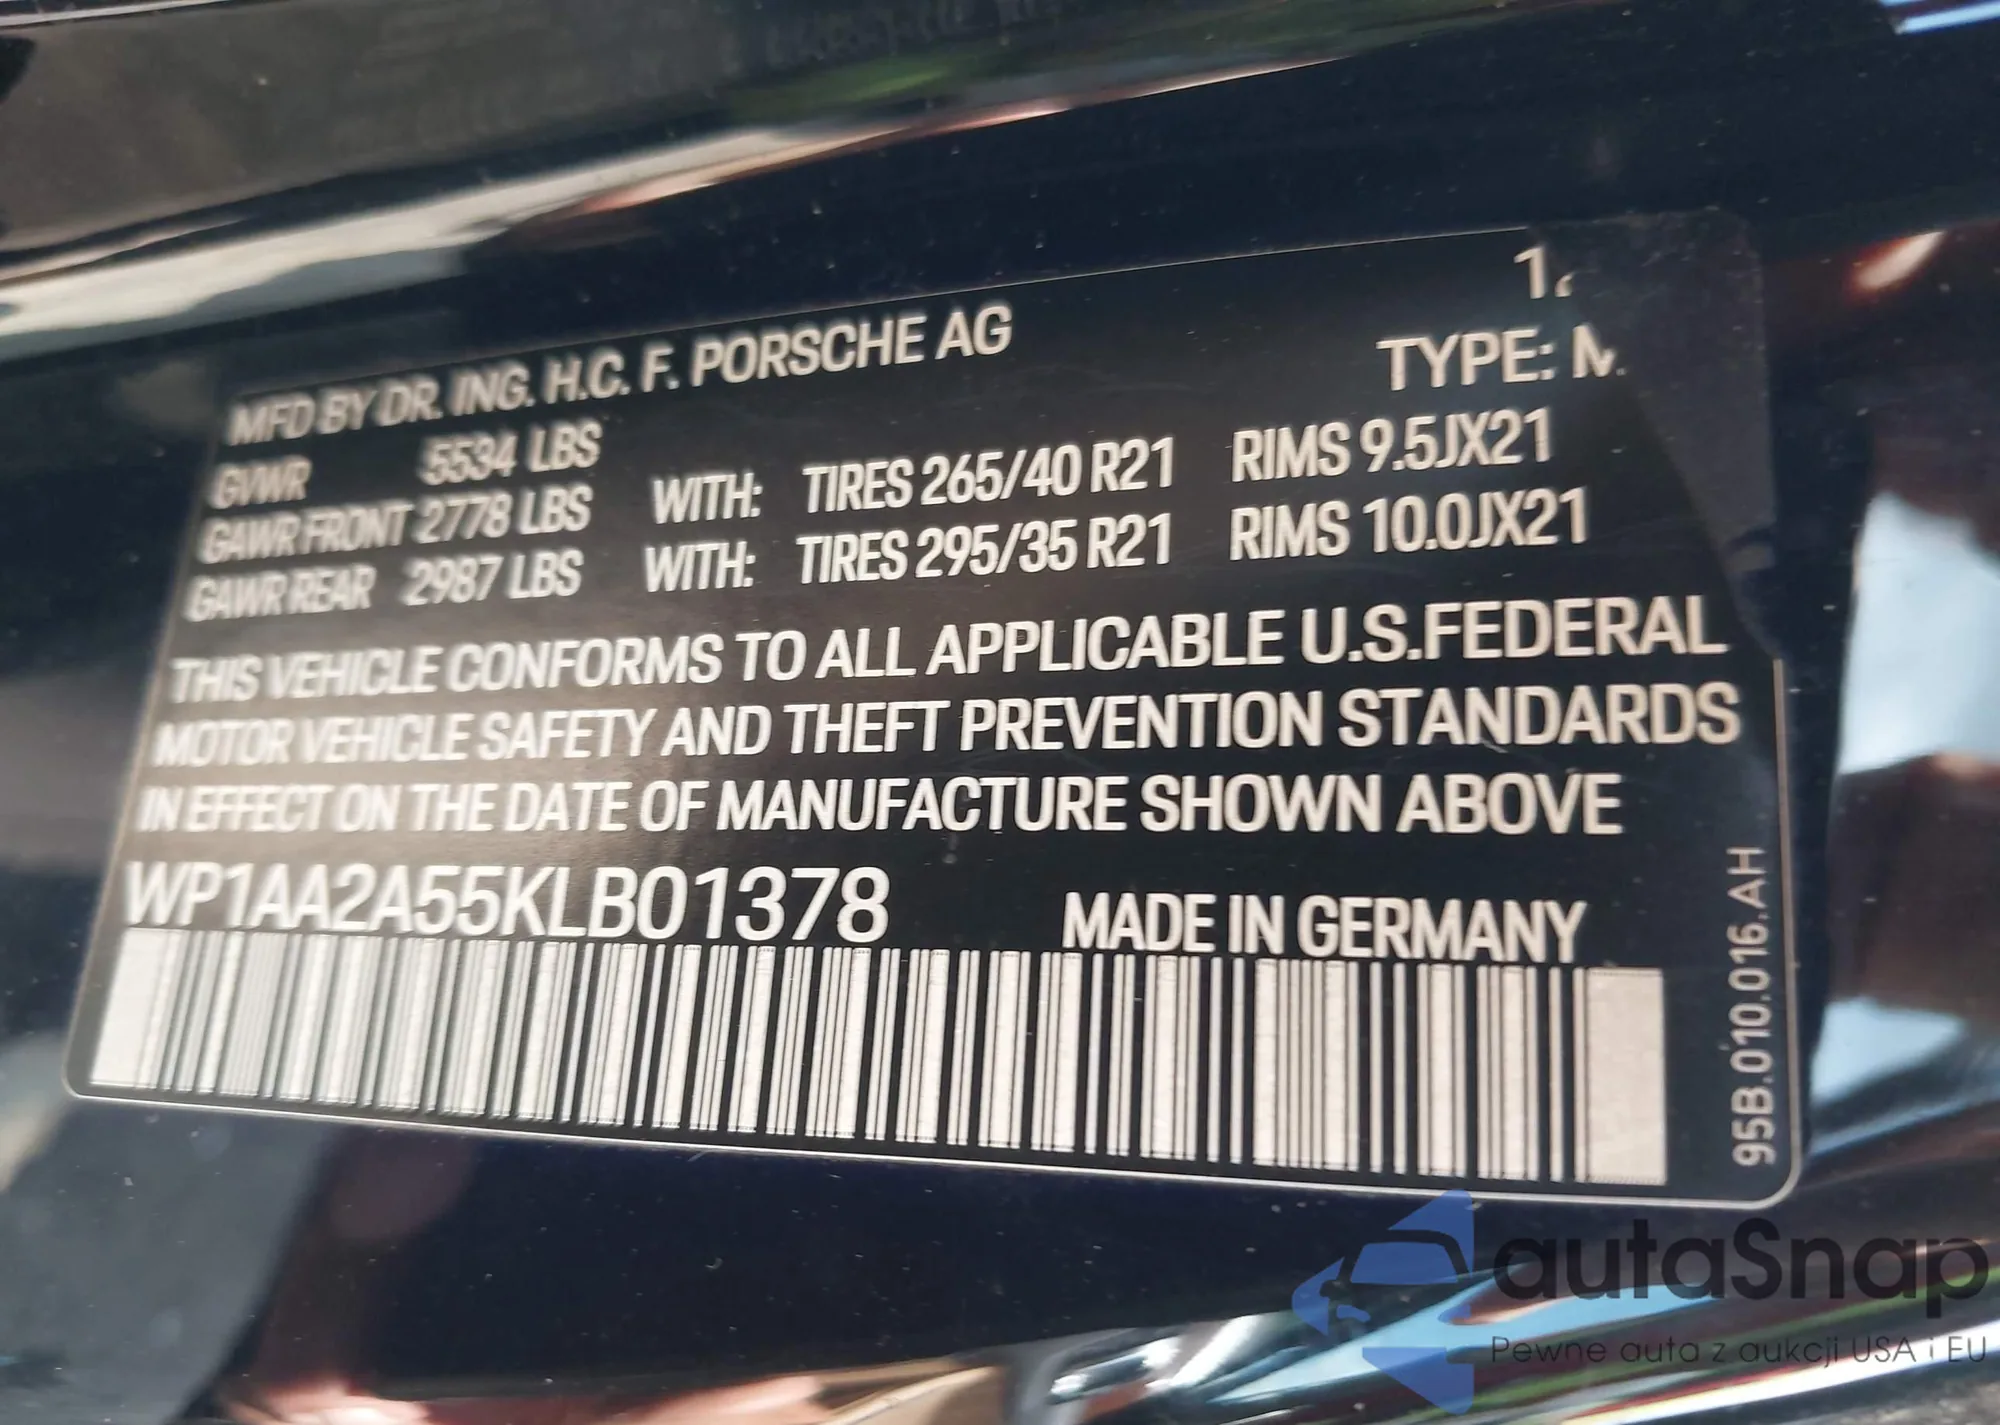 MFD BY DR. ING. H.C. F. PORSCHE AG
TYPE:
GVWR 5534 LBS
GAWR FRONT 2778 LBS WITH: TIRES 265/40 R21 RIMS 9.5JX21
GAWR REAR 2987 LBS WITH: TIRES 295/35 R21 RIMS 10.0JX21
THIS VEHICLE CONFORMS TO ALL APPLICABLE U.S.FEDERAL
MOTOR VEHICLE SAFETY AND THEFT PREVENTION STANDARDS
IN EFFECT ON THE DATE OF MANUFACTURE SHOWN ABOVE
WP1AA2A55KLB01378 MADE IN GERMANY
95B.010.016.AH
autaSnap
Pewne auta z aukcji USA i EU